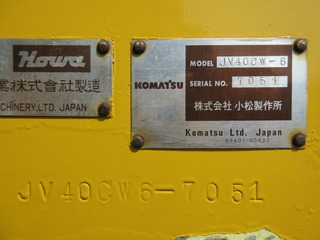 Howa
業株式會社製造
CHINERY, LTD. JAPAN
KOMATSU
MODEL JV40CW-6
SERIAL NO. 7051
株式会社 小松製作所
Komatsu Ltd. Japan
JV40CW6-7051